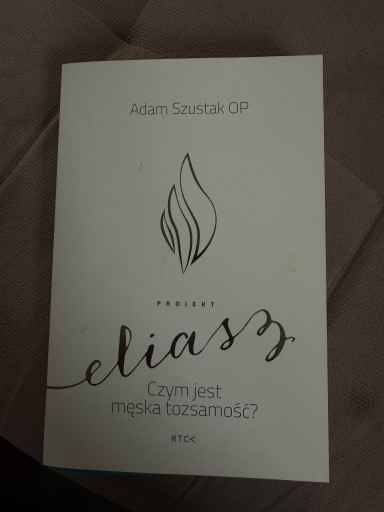 Adam Szustak OP
PROJEKT
eliasz
Czym jest
męska tożsamość?
RTCK